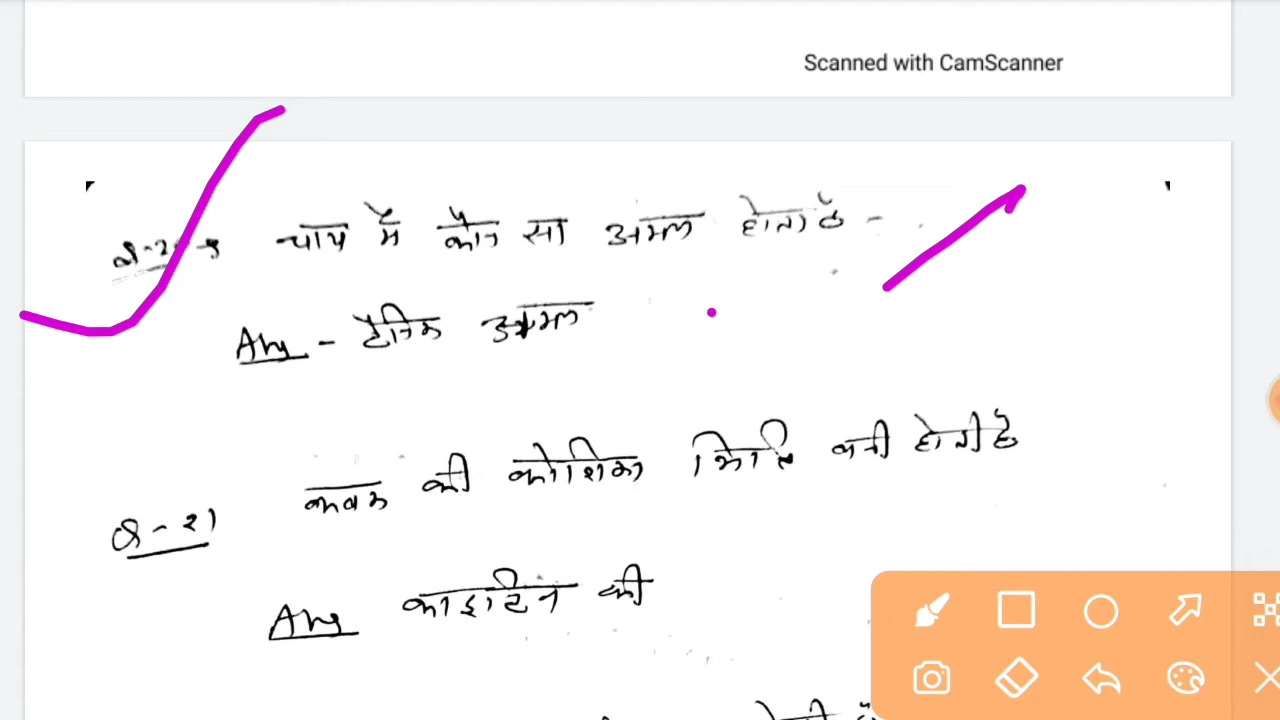 Scanned with CamScanner
चाय में कौन सा अम्ल होता है -
Ans - टैनिक अम्ल
Q - 21 कवक की कोशिका भित्ति बनी होती है
Ans काइटिन की